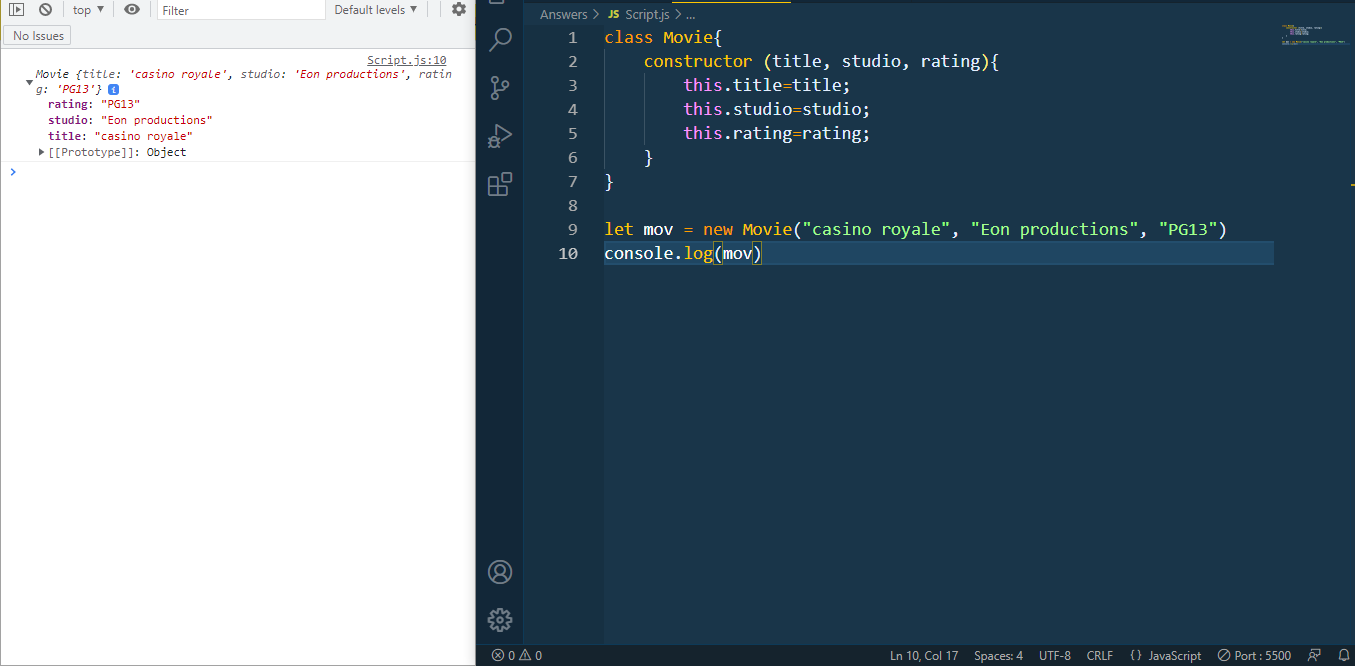 top ▼
Filter
Default levels ▼
No Issues
Script.js:10
Movie {title: 'casino royale', studio: 'Eon productions', ratin
g: 'PG13'} i
rating: "PG13"
studio: "Eon productions"
title: "casino royale"
[[Prototype]]: Object
>
Answers > JS Script.js > ...
1 class Movie{
2 constructor (title, studio, rating){
3 this.title=title;
4 this.studio=studio;
5 this.rating=rating;
6 }
7 }
8
9 let mov = new Movie("casino royale", "Eon productions", "PG13")
10 console.log(mov)
0 0
Ln 10, Col 17 Spaces: 4 UTF-8 CRLF {} JavaScript Port : 5500